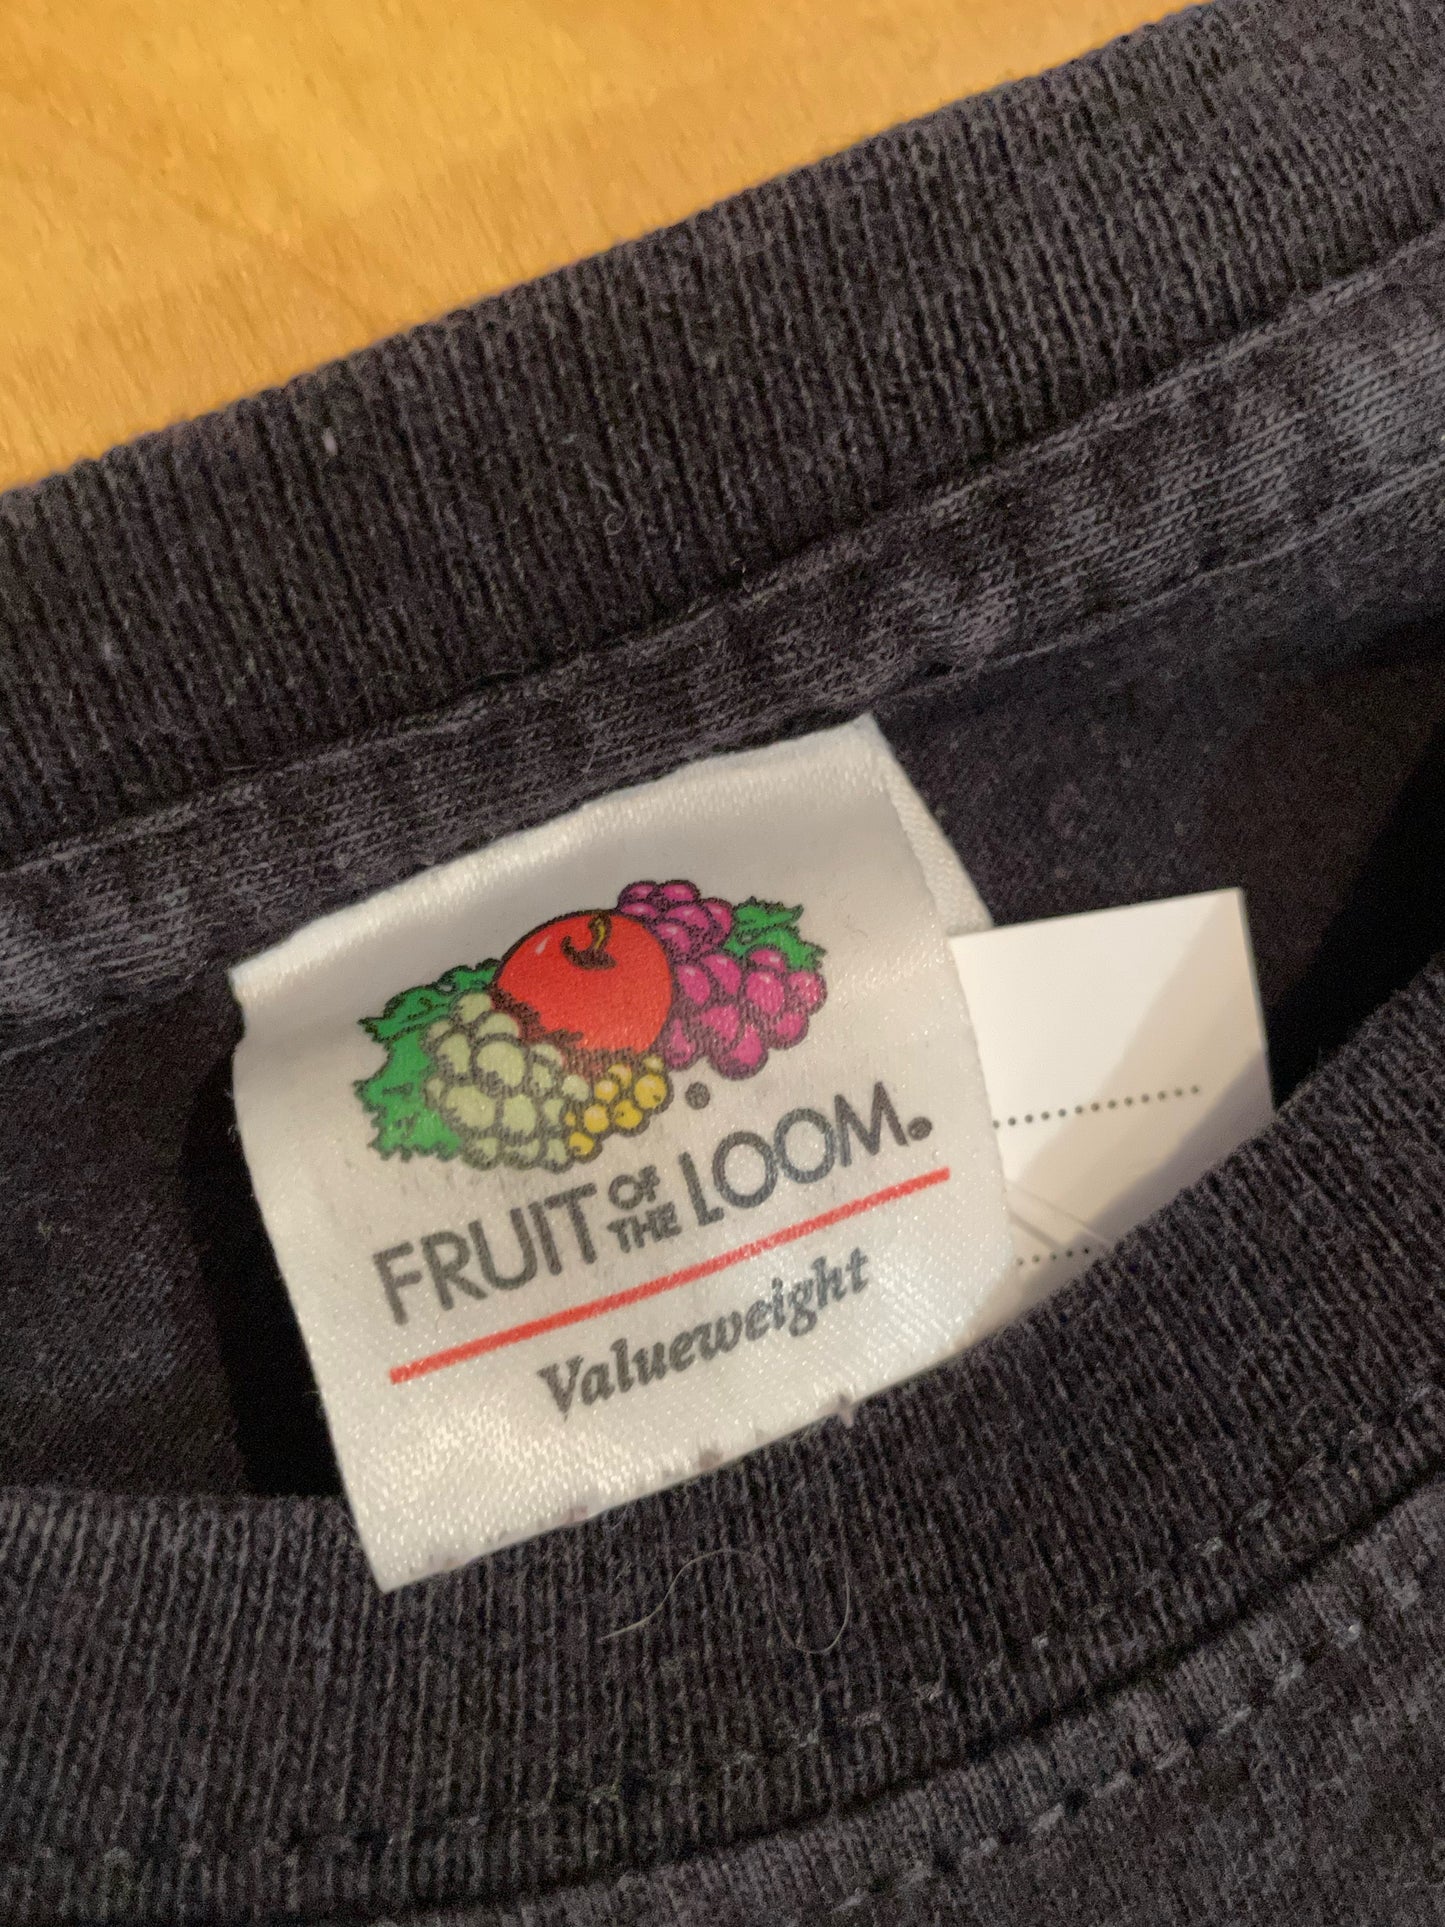 ®
FRUIT OF THE LOOM®
Valueweight